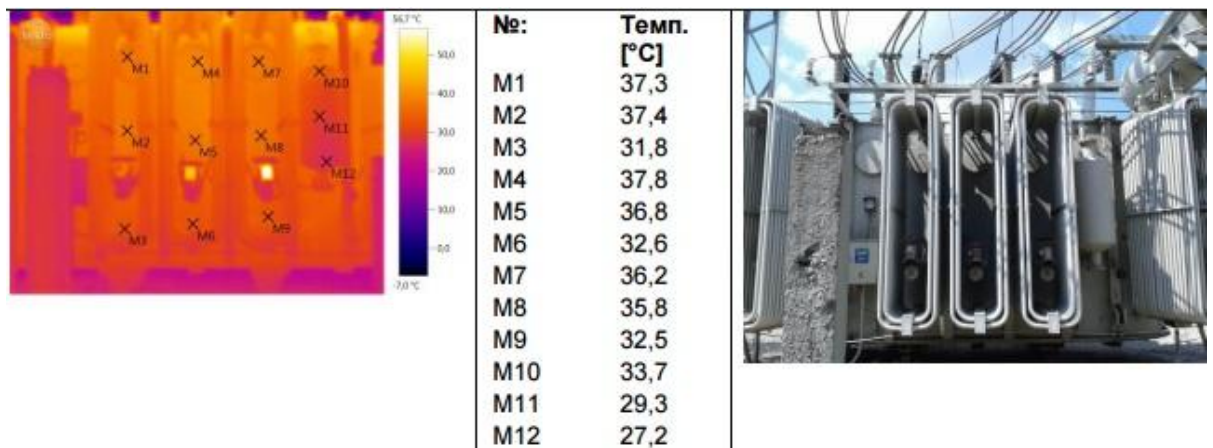 56,7 °C
50,0
40,0
30,0
20,0
10,0
0,0
-7,0 °C
M1
M4
M7
M10
M11
M2
M5
M8
M12
M3
M6
M9
№: Темп.
[°C]
M1 37,3
M2 37,4
M3 31,8
M4 37,8
M5 36,8
M6 32,6
M7 36,2
M8 35,8
M9 32,5
M10 33,7
M11 29,3
M12 27,2